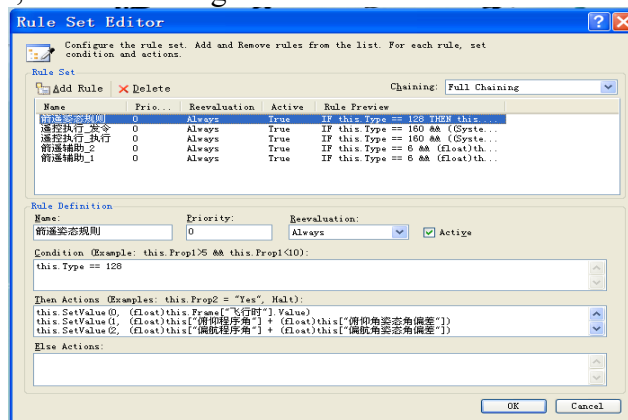 Rule Set Editor
Configure the rule set. Add and Remove rules from the list. For each rule, set
condition and actions.
Rule Set
Add Rule Delete Chaining: Full Chaining
Name Prio... Reevaluation Active Rule Preview
箭遥姿态规则 0 Always True IF this.Type == 128 THEN this....
遥控执行_发令 0 Always True IF this.Type == 160 && ((Syste...
遥控执行_执行 0 Always True IF this.Type == 160 && ((Syste...
箭遥辅助_2 0 Always True IF this.Type == 6 && (float)th...
箭遥辅助_1 0 Always True IF this.Type == 6 && (float)th...
Rule Definition
Name: Priority: Reevaluation:
箭遥姿态规则 0 Always Active
Condition (Example: this.Prop1>5 && this.Prop1<10):
this.Type == 128
Then Actions (Examples: this.Prop2 = "Yes", Halt):
this.SetValue(0, (float)this.Frame["飞行时"].Value)
this.SetValue(1, (float)this["俯仰程序角"] + (float)this["俯仰角姿态角偏差"])
this.SetValue(2, (float)this["偏航程序角"] + (float)this["偏航角姿态角偏差"])
Else Actions:
OK Cancel